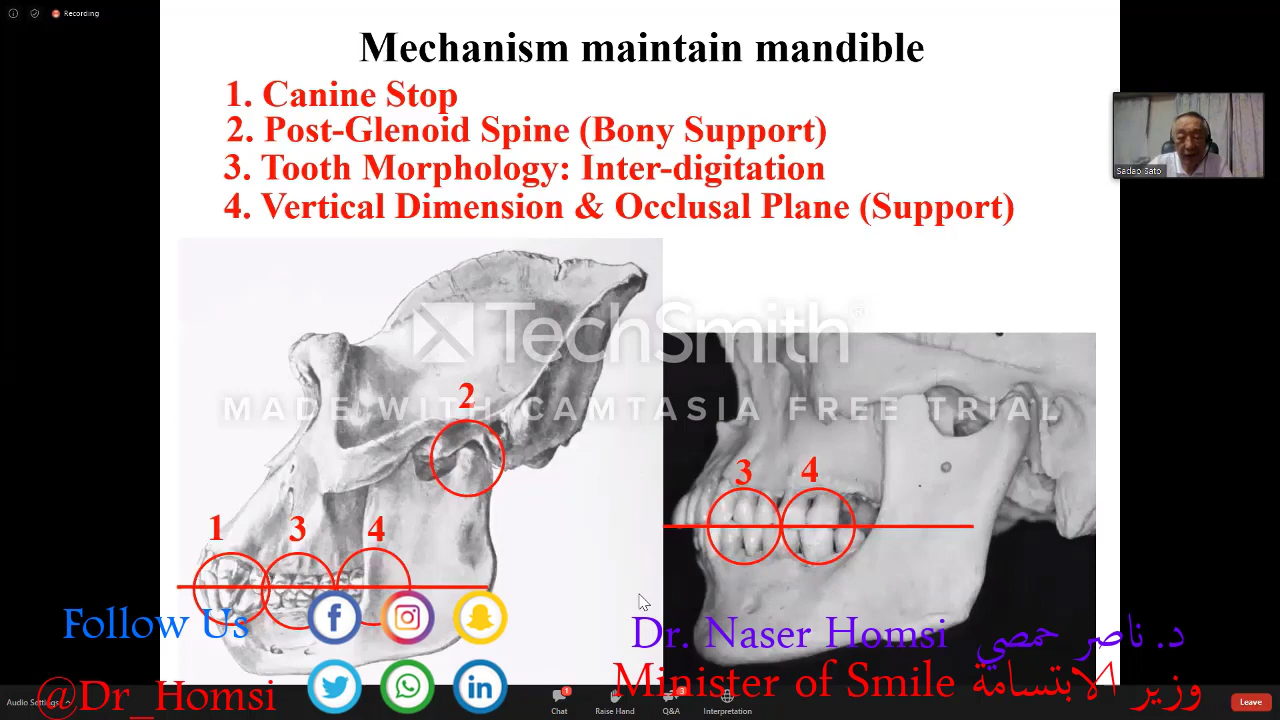 Recording
Mechanism maintain mandible
1. Canine Stop
2. Post-Glenoid Spine (Bony Support)
3. Tooth Morphology: Inter-digitation
4. Vertical Dimension & Occlusal Plane (Support)
Sadao Sato
TechSmith®
MADE WITH CAMTASIA FREE TRIAL
2
3 4
1 3 4
Follow Us
Dr. Naser Homsi د. ناصر حمصي
@Dr_Homsi
Minister of Smile وزير الابتسامة
Audio Settings
1
3
Chat
Raise Hand
Q&A
Interpretation
Leave